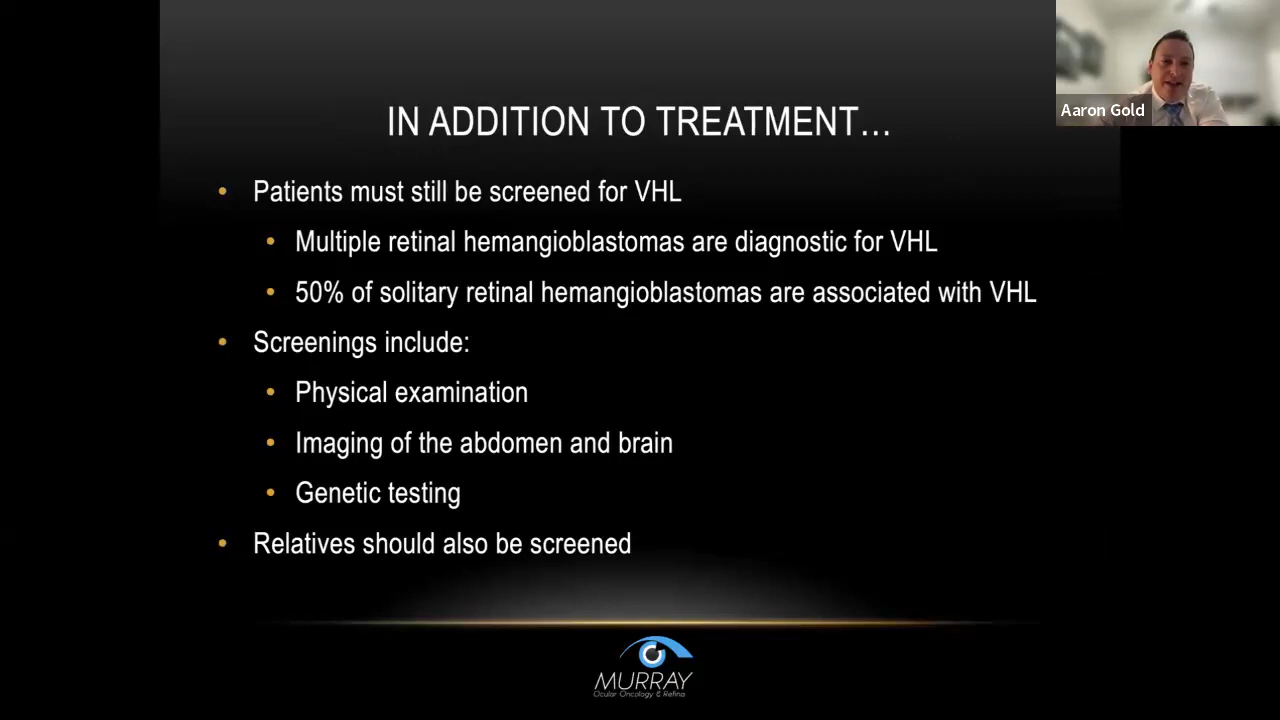 IN ADDITION TO TREATMENT...
Aaron Gold
• Patients must still be screened for VHL
• Multiple retinal hemangioblastomas are diagnostic for VHL
• 50% of solitary retinal hemangioblastomas are associated with VHL
• Screenings include:
• Physical examination
• Imaging of the abdomen and brain
• Genetic testing
• Relatives should also be screened
MURRAY
Ocular Oncology & Retina